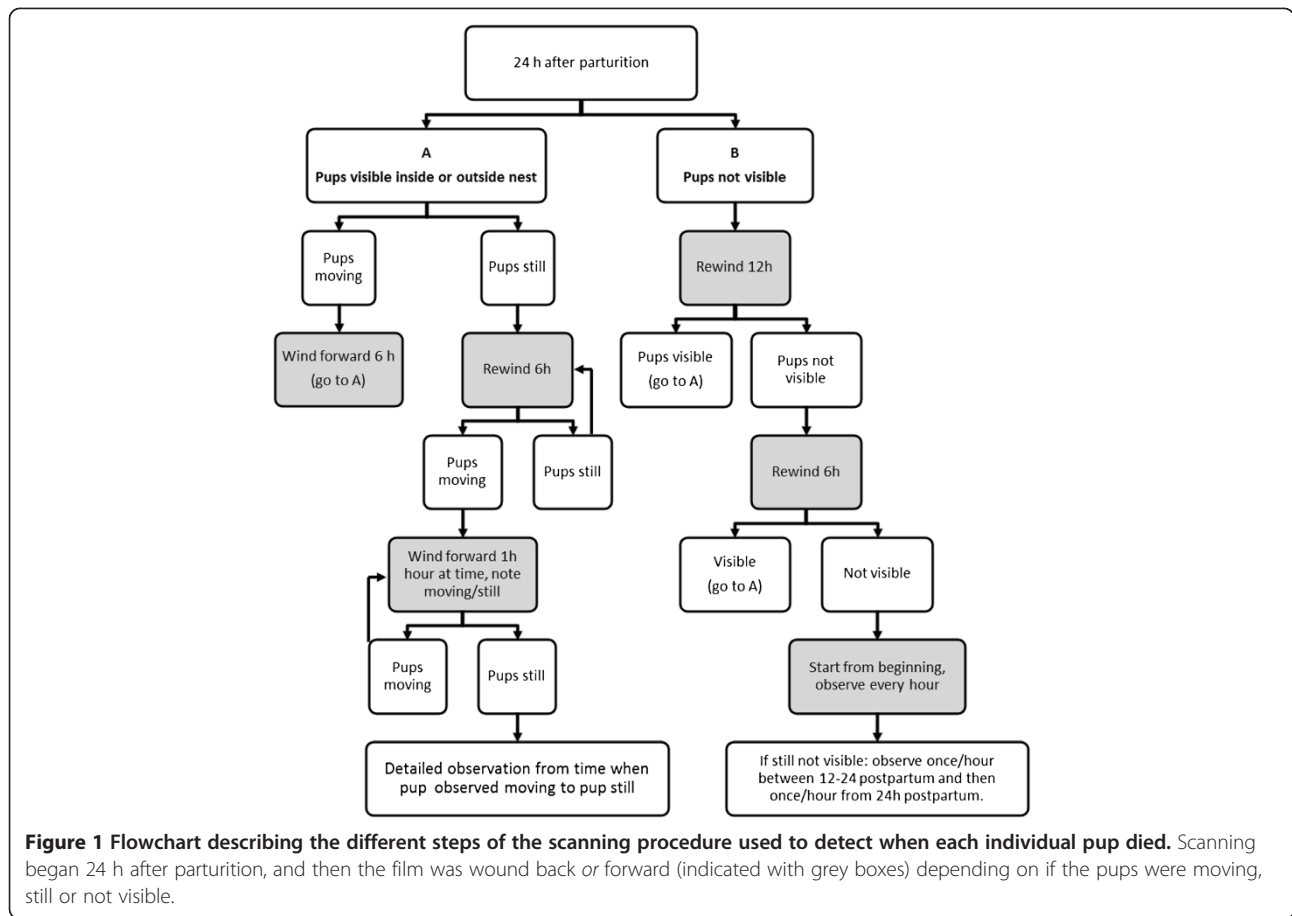 24 h after parturition
A
Pups visible inside or outside nest
B
Pups not visible
Pups
moving
Pups still
Rewind 12h
Wind forward 6 h
(go to A)
Rewind 6h
Pups visible
(go to A)
Pups not
visible
Pups
moving
Pups still
Rewind 6h
Wind forward 1h
hour at time, note
moving/still
Visible
(go to A)
Not visible
Pups
moving
Pups still
Start from beginning,
observe every hour
Detailed observation from time when
pup observed moving to pup still
If still not visible: observe once/hour
between 12-24 postpartum and then
once/hour from 24h postpartum.
Figure 1 Flowchart describing the different steps of the scanning procedure used to detect when each individual pup died. Scanning
began 24 h after parturition, and then the film was wound back or forward (indicated with grey boxes) depending on if the pups were moving,
still or not visible.